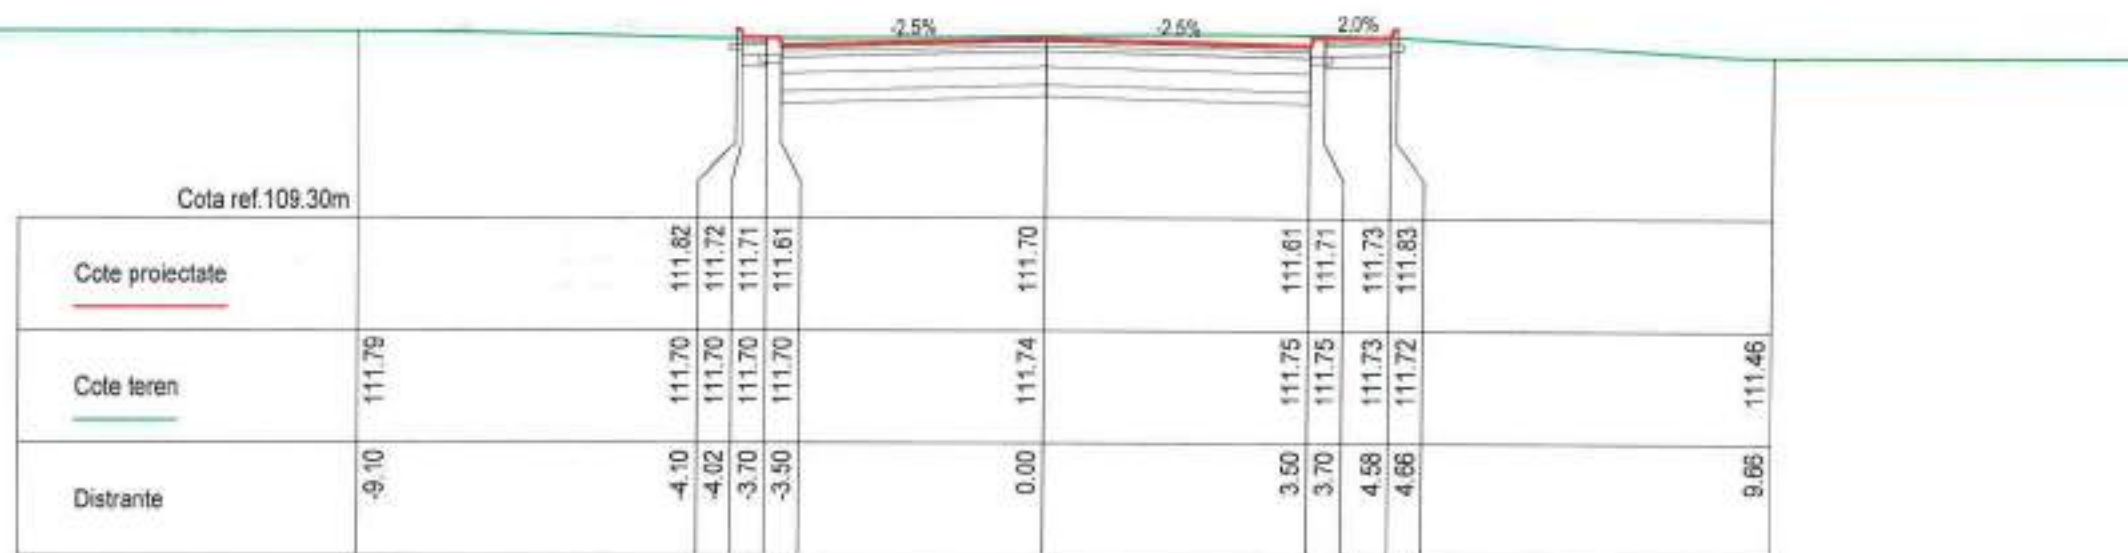 -2.5% -2.5% 2.0%
Cota ref.109.30m
Cote proiectate 111.82 111.72 111.71 111.61 111.70 111.61 111.71 111.73 111.83
Cote teren 111.79 111.70 111.70 111.70 111.70 111.74 111.75 111.75 111.73 111.72 111.46
Distrante -9.10 -4.10 -4.02 -3.70 -3.50 0.00 3.50 3.70 4.58 4.66 9.66